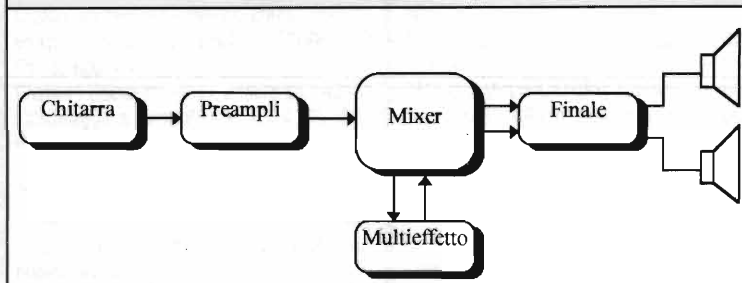 Chitarra
Preampli
Mixer
Finale
Multieffetto